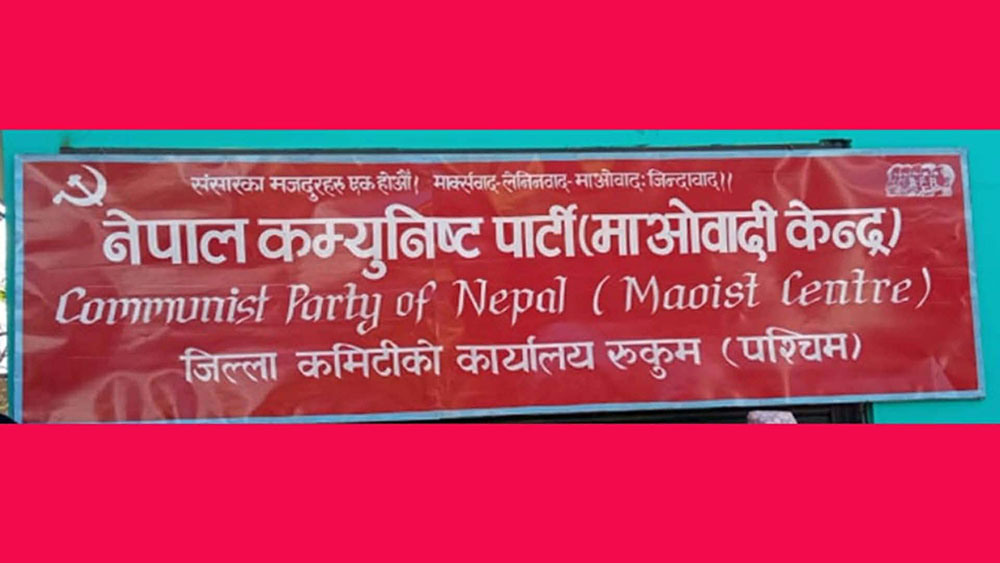 संसारका मजदुरहरु एक होऔं। मार्क्सवाद-लेनिनवाद-माओवाद: जिन्दावाद।।
नेपाल कम्युनिष्ट पार्टी (माओवादी केन्द्र)
Communist Party of Nepal (Maoist Centre)
जिल्ला कमिटीको कार्यालय रुकुम (पश्चिम)